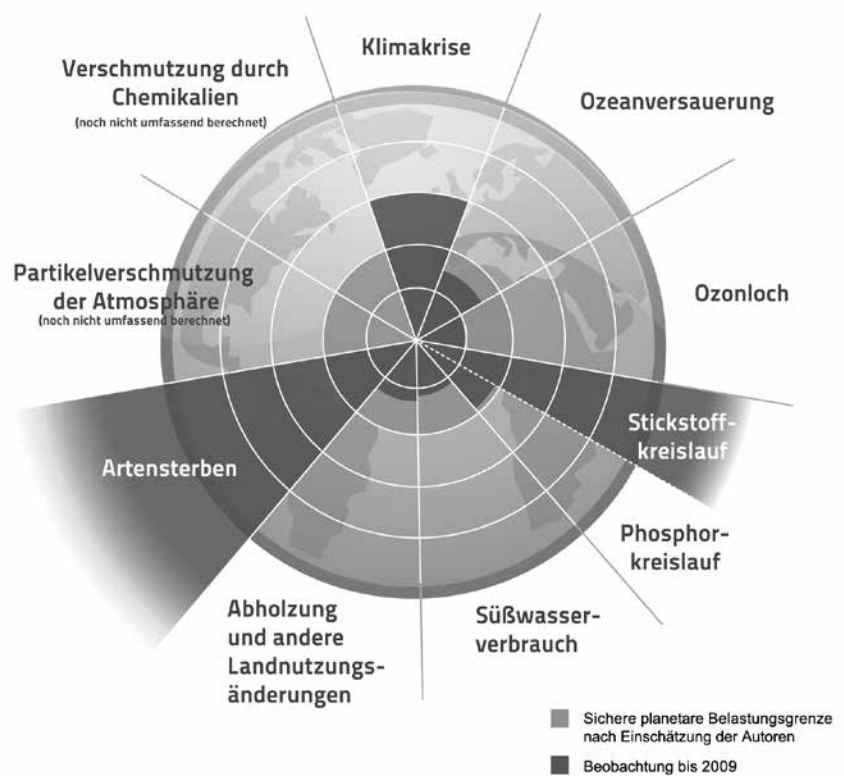 Klimakrise
Verschmutzung durch
Chemikalien
(noch nicht umfassend berechnet)
Ozeanversauerung
Partikelverschmutzung
der Atmosphäre
(noch nicht umfassend berechnet)
Ozonloch
Stickstoff-
kreislauf
Artensterben
Phosphor-
kreislauf
Abholzung
und andere
Landnutzungs-
änderungen
Süßwasser-
verbrauch
Sichere planetare Belastungsgrenze
nach Einschätzung der Autoren
Beobachtung bis 2009